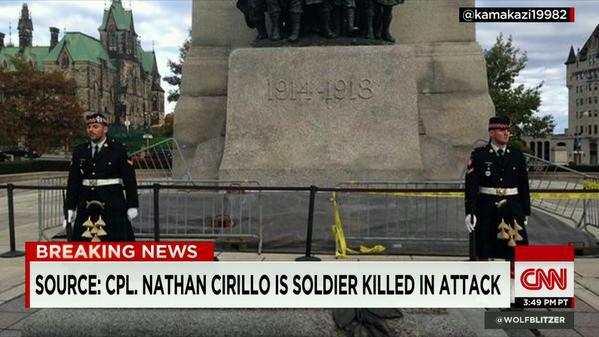 @kamakazi19982
1914-1918
BREAKING NEWS
SOURCE: CPL. NATHAN CIRILLO IS SOLDIER KILLED IN ATTACK
CNN
3:49 PM PT
@WOLFBLITZER